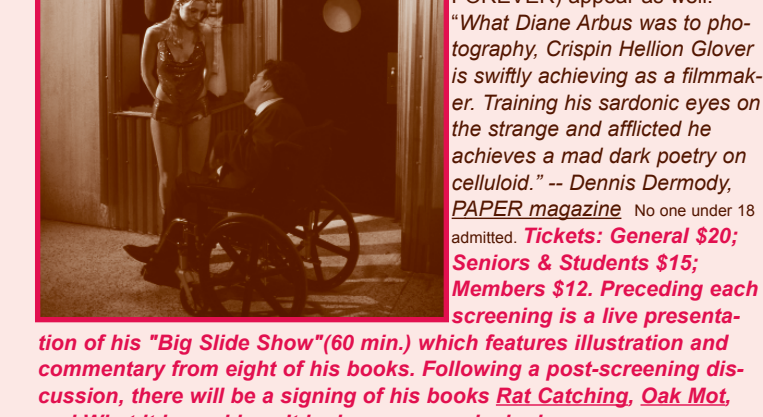 FOREVER) appear as well.
“What Diane Arbus was to pho-
tography, Crispin Hellion Glover
is swiftly achieving as a filmmak-
er. Training his sardonic eyes on
the strange and afflicted he
achieves a mad dark poetry on
celluloid.” -- Dennis Dermody,
PAPER magazine No one under 18
admitted. Tickets: General $20;
Seniors & Students $15;
Members $12. Preceding each
screening is a live presenta-
tion of his "Big Slide Show"(60 min.) which features illustration and
commentary from eight of his books. Following a post-screening dis-
cussion, there will be a signing of his books Rat Catching, Oak Mot,